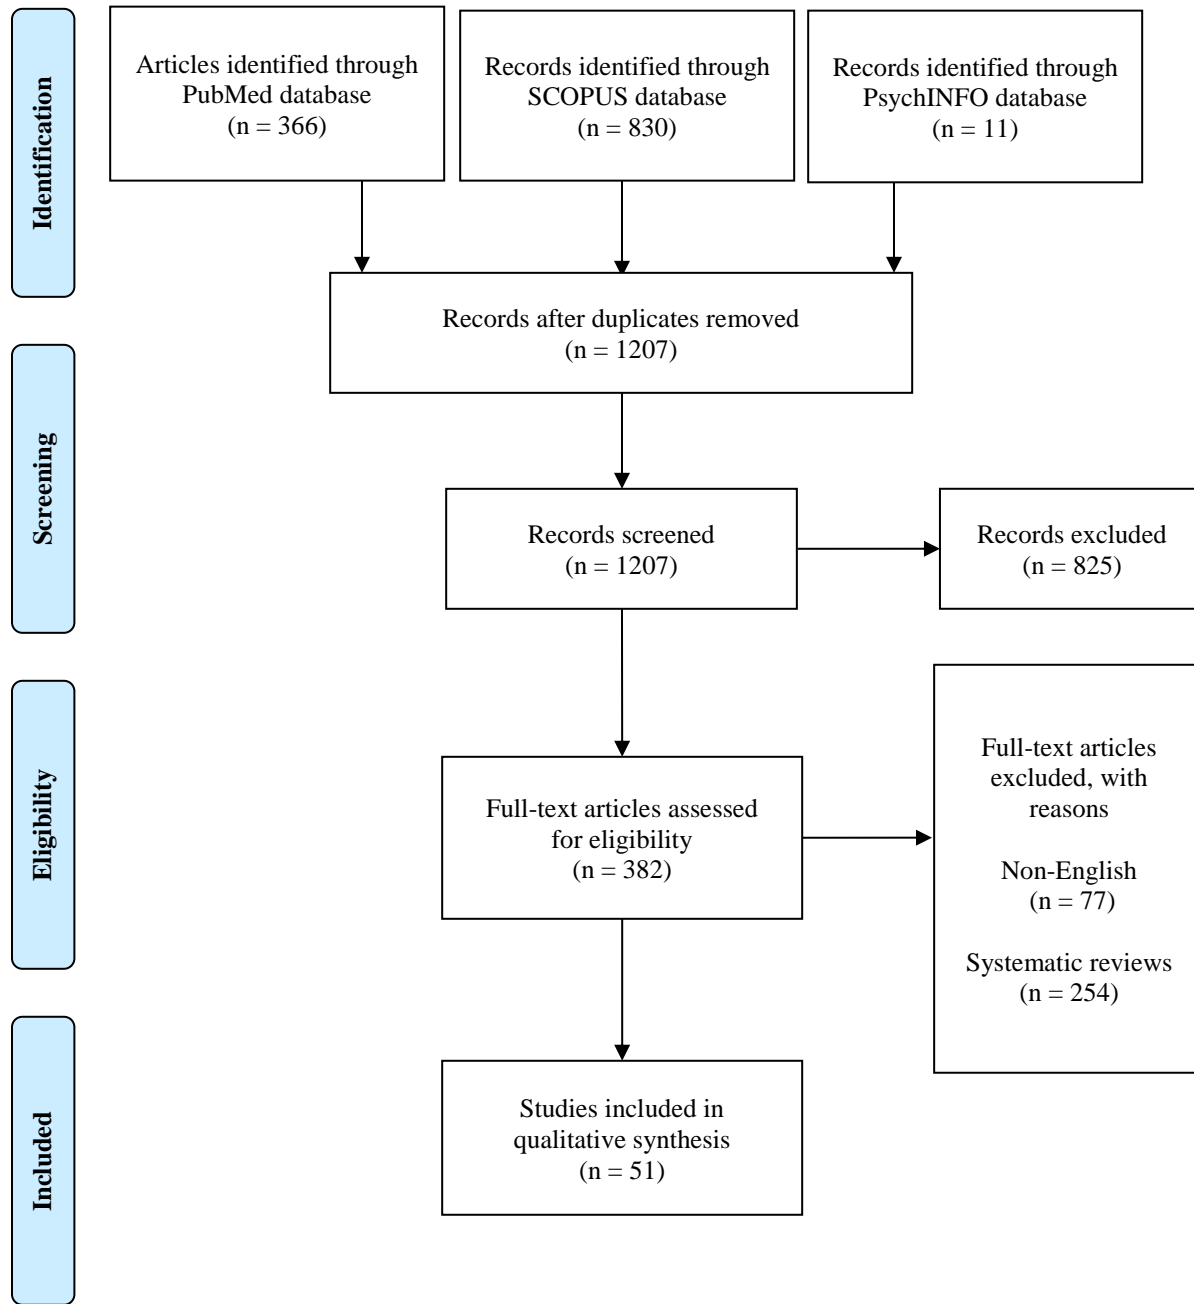 Identification
Articles identified through
PubMed database
(n = 366)
Records identified through
SCOPUS database
(n = 830)
Records identified through
PsychINFO database
(n = 11)
Records after duplicates removed
(n = 1207)
Screening
Records screened
(n = 1207)
Records excluded
(n = 825)
Eligibility
Full-text articles assessed
for eligibility
(n = 382)
Full-text articles
excluded, with
reasons
Non-English
(n = 77)
Systematic reviews
(n = 254)
Included
Studies included in
qualitative synthesis
(n = 51)